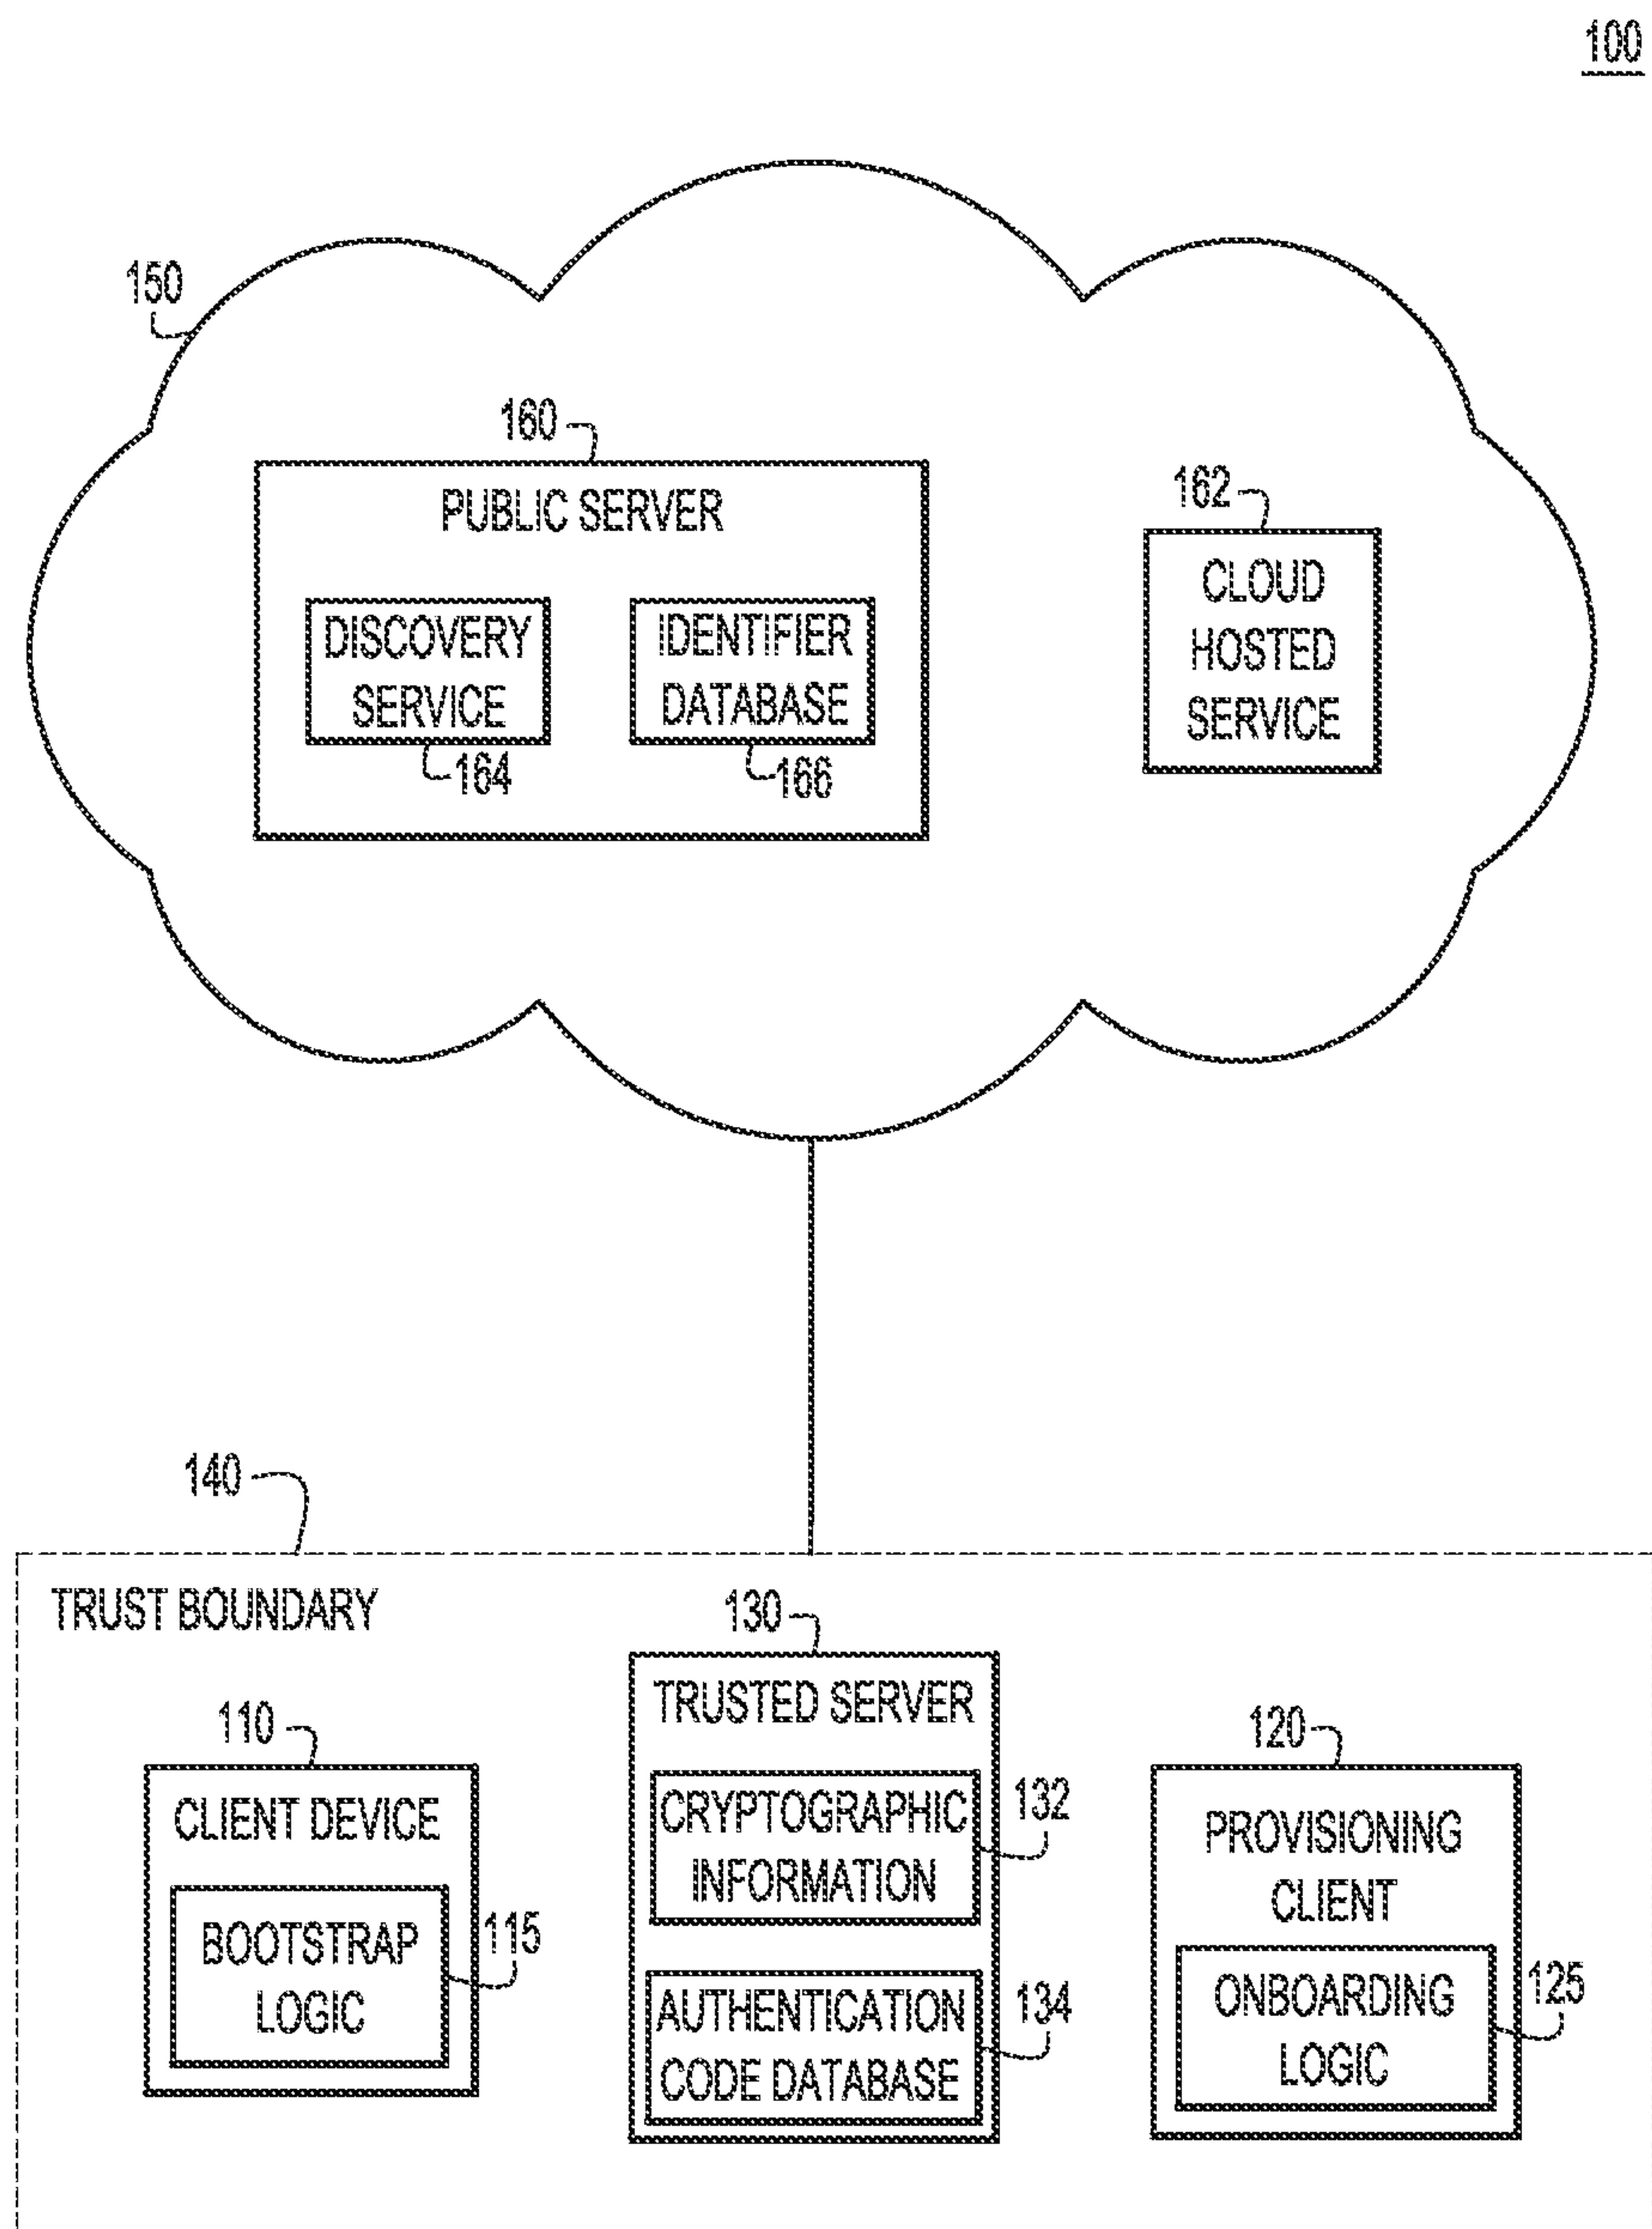 100
150
160
PUBLIC SERVER
162
CLOUD
HOSTED
SERVICE
DISCOVERY
SERVICE
164
IDENTIFIER
DATABASE
166
140
TRUST BOUNDARY
110
CLIENT DEVICE
BOOTSTRAP
LOGIC
115
130
TRUSTED SERVER
CRYPTOGRAPHIC
INFORMATION
132
AUTHENTICATION
CODE DATABASE
134
120
PROVISIONING
CLIENT
ONBOARDING
LOGIC
125